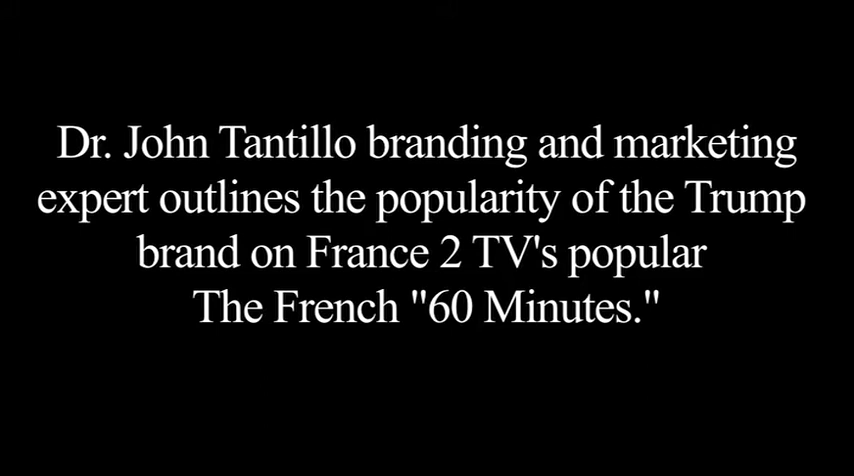 Dr. John Tantillo branding and marketing
expert outlines the popularity of the Trump
brand on France 2 TV's popular
The French "60 Minutes."